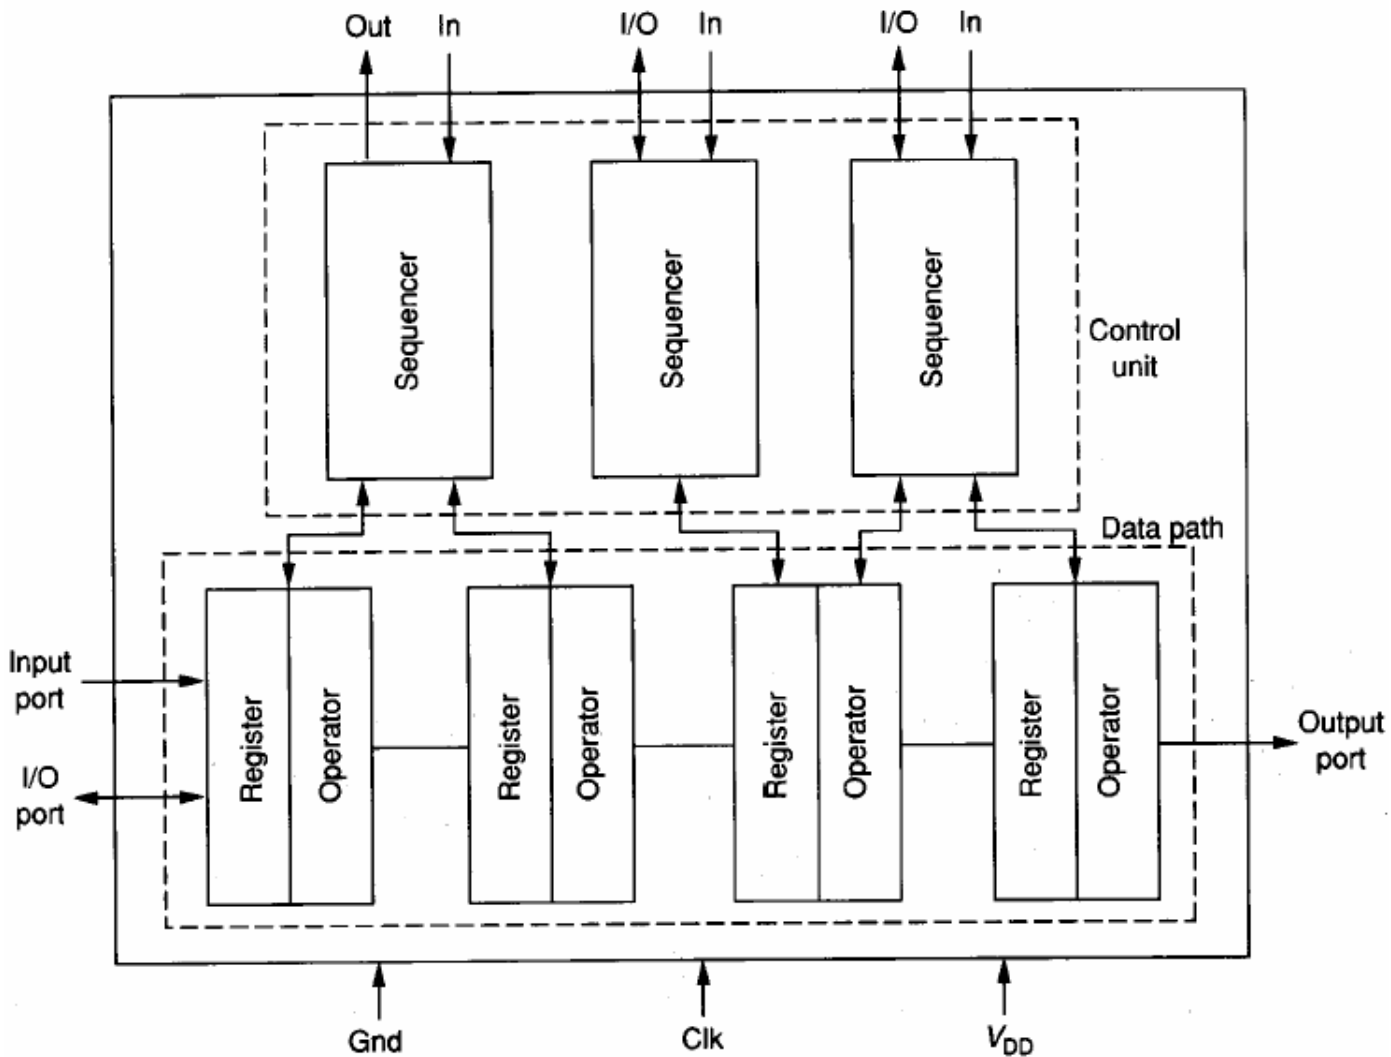 Out
In
I/O
In
I/O
In
Sequencer
Sequencer
Sequencer
Control
unit
Data path
Input
port
I/O
port
Register
Operator
Register
Operator
Register
Operator
Register
Operator
Output
port
Gnd
Clk
VDD